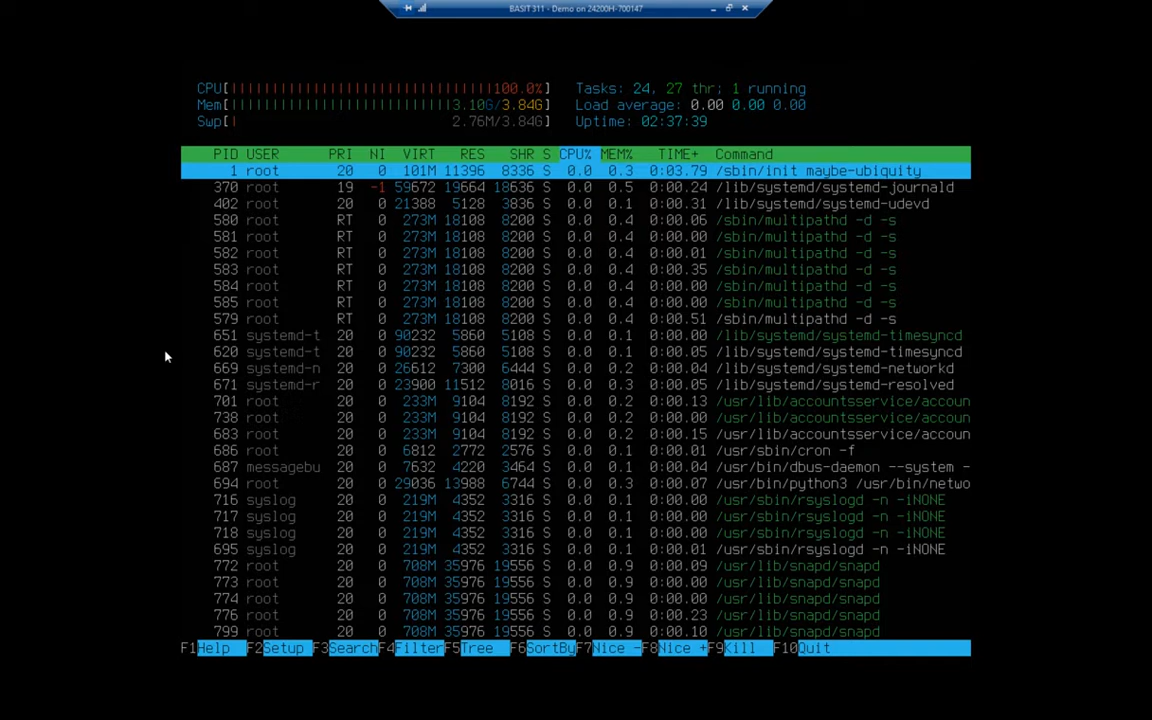 BASIT 311 - Demo on 24200H-700147
CPU[||||||||||||||||||||||||||||||||100.0%] Tasks: 24, 27 thr; 1 running
Mem[|||||||||||||||||||||||||||3.10G/3.84G] Load average: 0.00 0.00 0.00
Swp[| 2.76M/3.84G] Uptime: 02:37:39
PID USER PRI NI VIRT RES SHR S CPU% MEM% TIME+ Command
1 root 20 0 101M 11396 8336 S 0.0 0.3 0:03.79 /sbin/init maybe-ubiquity
370 root 19 -1 59672 19664 18636 S 0.0 0.5 0:00.24 /lib/systemd/systemd-journald
402 root 20 0 21388 5128 3836 S 0.0 0.1 0:00.31 /lib/systemd/systemd-udevd
580 root RT 0 273M 18108 8200 S 0.0 0.4 0:00.06 /sbin/multipathd -d -s
581 root RT 0 273M 18108 8200 S 0.0 0.4 0:00.00 /sbin/multipathd -d -s
582 root RT 0 273M 18108 8200 S 0.0 0.4 0:00.01 /sbin/multipathd -d -s
583 root RT 0 273M 18108 8200 S 0.0 0.4 0:00.35 /sbin/multipathd -d -s
584 root RT 0 273M 18108 8200 S 0.0 0.4 0:00.00 /sbin/multipathd -d -s
585 root RT 0 273M 18108 8200 S 0.0 0.4 0:00.00 /sbin/multipathd -d -s
579 root RT 0 273M 18108 8200 S 0.0 0.4 0:00.51 /sbin/multipathd -d -s
651 systemd-t 20 0 90232 5860 5108 S 0.0 0.1 0:00.00 /lib/systemd/systemd-timesyncd
620 systemd-t 20 0 90232 5860 5108 S 0.0 0.1 0:00.05 /lib/systemd/systemd-timesyncd
669 systemd-n 20 0 26612 7300 6444 S 0.0 0.2 0:00.04 /lib/systemd/systemd-networkd
671 systemd-r 20 0 23900 11512 8016 S 0.0 0.3 0:00.05 /lib/systemd/systemd-resolved
701 root 20 0 233M 9104 8192 S 0.0 0.2 0:00.13 /usr/lib/accountsservice/accoun
738 root 20 0 233M 9104 8192 S 0.0 0.2 0:00.00 /usr/lib/accountsservice/accoun
683 root 20 0 233M 9104 8192 S 0.0 0.2 0:00.15 /usr/lib/accountsservice/accoun
686 root 20 0 6812 2772 2576 S 0.0 0.1 0:00.01 /usr/sbin/cron -f
687 messagebu 20 0 7632 4220 3464 S 0.0 0.1 0:00.04 /usr/bin/dbus-daemon --system -
694 root 20 0 29036 13988 6744 S 0.0 0.3 0:00.07 /usr/bin/python3 /usr/bin/netwo
716 syslog 20 0 219M 4352 3316 S 0.0 0.1 0:00.00 /usr/sbin/rsyslogd -n -iNONE
717 syslog 20 0 219M 4352 3316 S 0.0 0.1 0:00.00 /usr/sbin/rsyslogd -n -iNONE
718 syslog 20 0 219M 4352 3316 S 0.0 0.1 0:00.00 /usr/sbin/rsyslogd -n -iNONE
695 syslog 20 0 219M 4352 3316 S 0.0 0.1 0:00.01 /usr/sbin/rsyslogd -n -iNONE
772 root 20 0 708M 35976 19556 S 0.0 0.9 0:00.09 /usr/lib/snapd/snapd
773 root 20 0 708M 35976 19556 S 0.0 0.9 0:00.00 /usr/lib/snapd/snapd
774 root 20 0 708M 35976 19556 S 0.0 0.9 0:00.00 /usr/lib/snapd/snapd
776 root 20 0 708M 35976 19556 S 0.0 0.9 0:00.23 /usr/lib/snapd/snapd
799 root 20 0 708M 35976 19556 S 0.0 0.9 0:00.10 /usr/lib/snapd/snapd
F1Help F2Setup F3SearchF4FilterF5Tree F6SortByF7Nice -F8Nice +F9Kill F10Quit